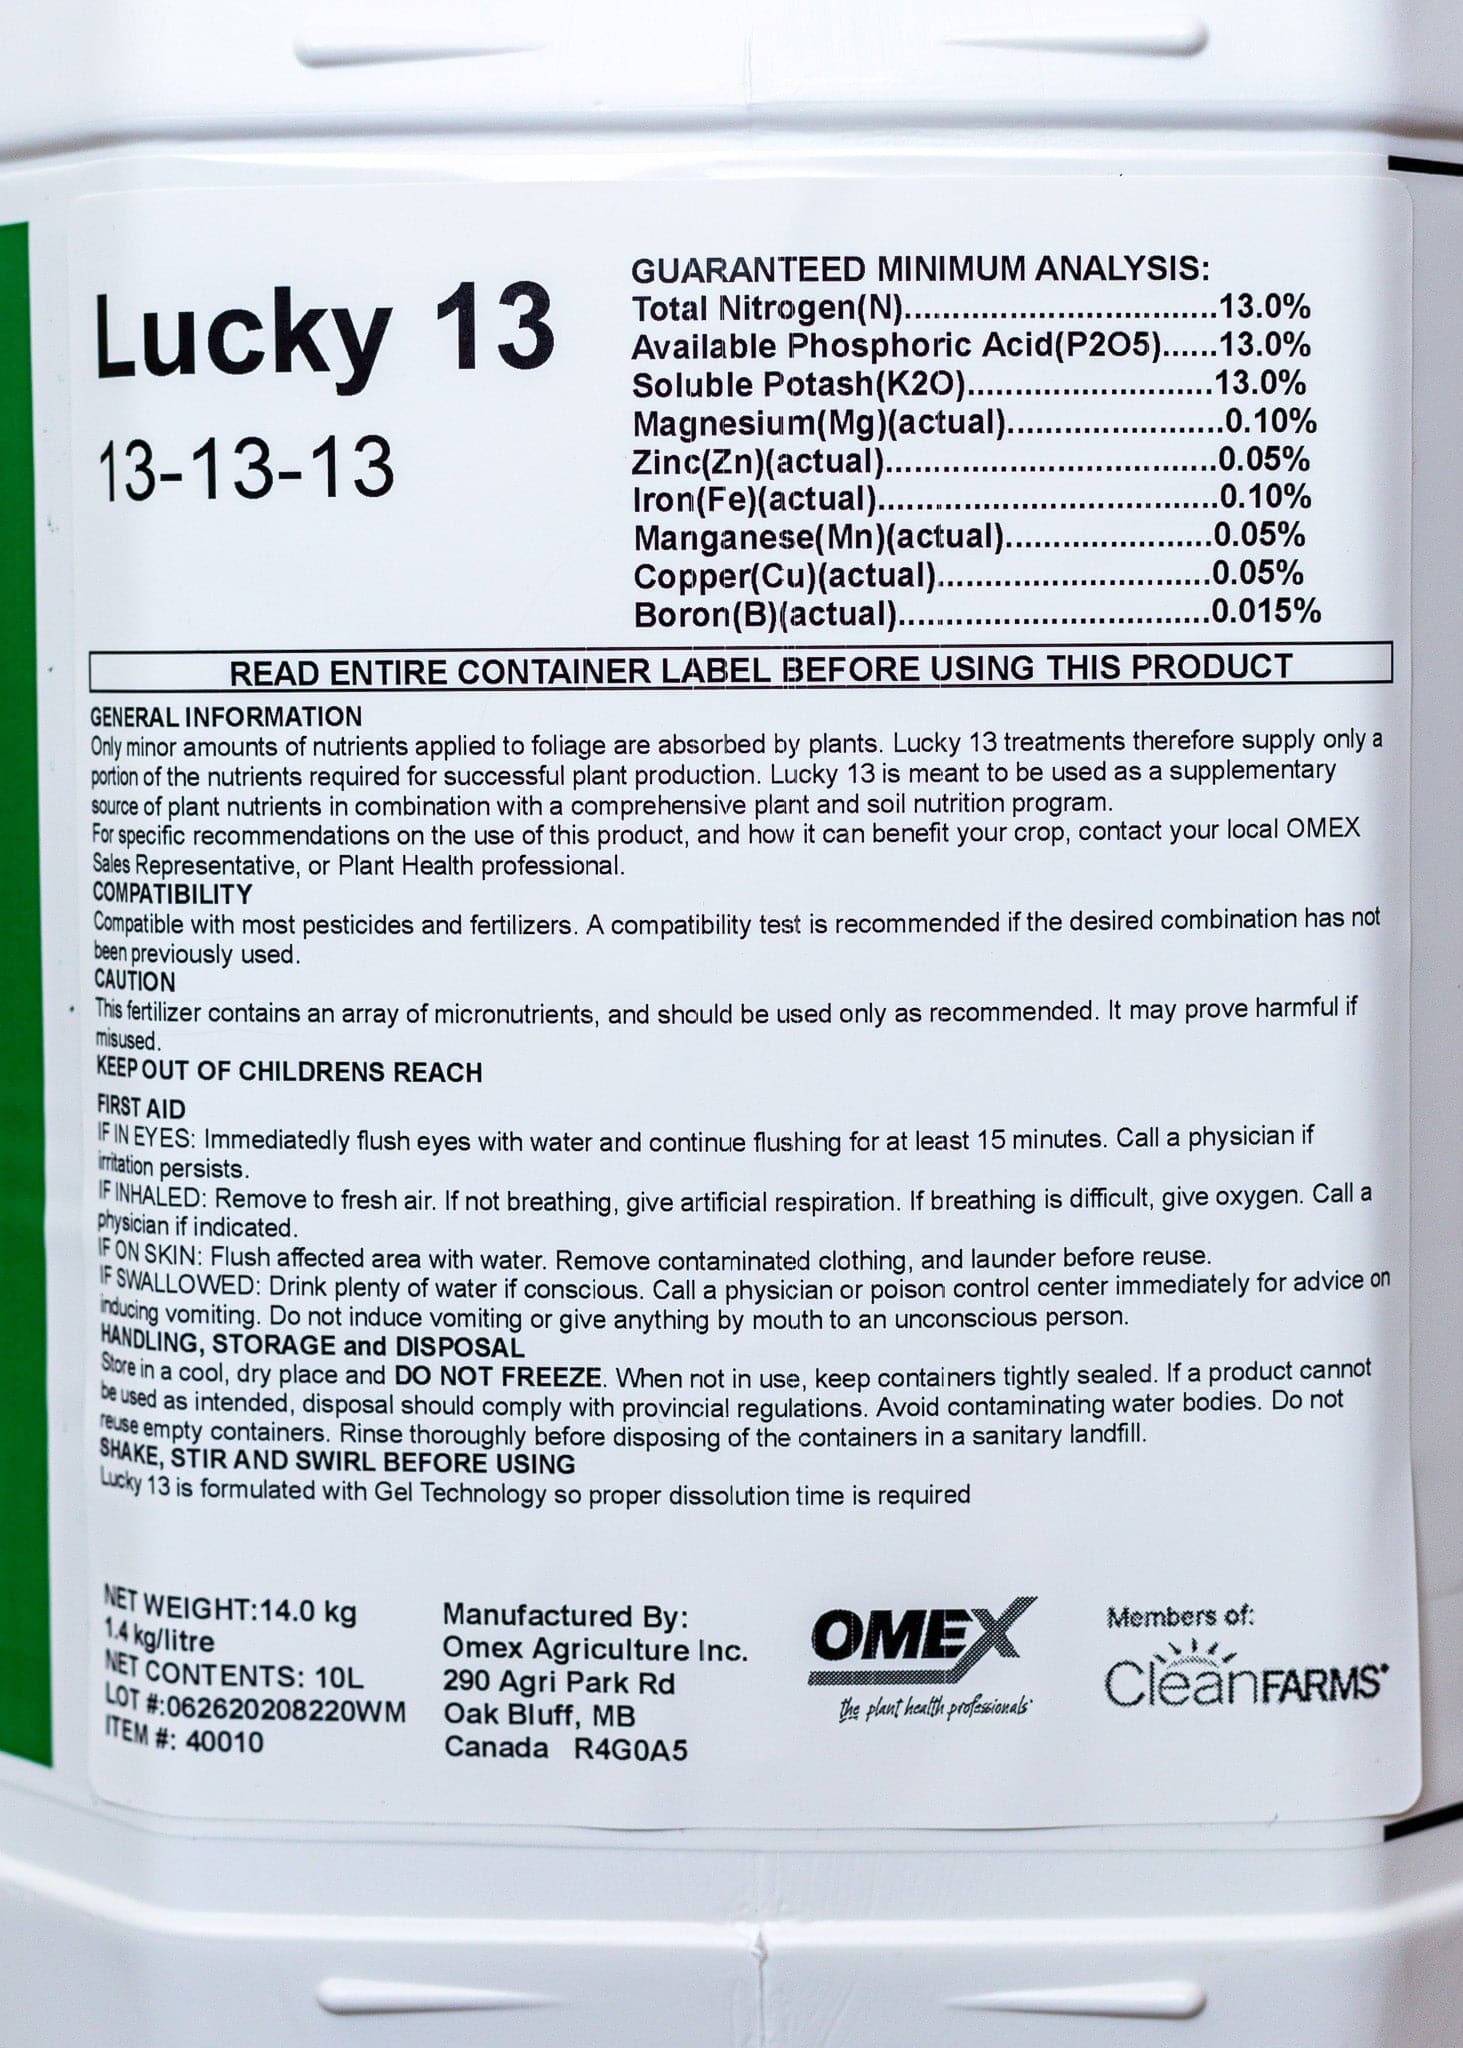 Lucky 13
13-13-13
GUARANTEED MINIMUM ANALYSIS:
Total Nitrogen(N).................................13.0%
Available Phosphoric Acid(P2O5)......13.0%
Soluble Potash(K2O)..........................13.0%
Magnesium(Mg)(actual).......................0.10%
Zinc(Zn)(actual)...................................0.05%
Iron(Fe)(actual)....................................0.10%
Manganese(Mn)(actual)......................0.05%
Copper(Cu)(actual).............................0.05%
Boron(B)(actual).................................0.015%
READ ENTIRE CONTAINER LABEL BEFORE USING THIS PRODUCT
GENERAL INFORMATION
Only minor amounts of nutrients applied to foliage are absorbed by plants. Lucky 13 treatments therefore supply only a
portion of the nutrients required for successful plant production. Lucky 13 is meant to be used as a supplementary
source of plant nutrients in combination with a comprehensive plant and soil nutrition program.
For specific recommendations on the use of this product, and how it can benefit your crop, contact your local OMEX
Sales Representative, or Plant Health professional.
COMPATIBILITY
Compatible with most pesticides and fertilizers. A compatibility test is recommended if the desired combination has not
been previously used.
CAUTION
This fertilizer contains an array of micronutrients, and should be used only as recommended. It may prove harmful if
misused.
KEEP OUT OF CHILDRENS REACH
FIRST AID
IF IN EYES: Immediatedly flush eyes with water and continue flushing for at least 15 minutes. Call a physician if
irritation persists.
IF INHALED: Remove to fresh air. If not breathing, give artificial respiration. If breathing is difficult, give oxygen. Call a
physician if indicated.
IF ON SKIN: Flush affected area with water. Remove contaminated clothing, and launder before reuse.
IF SWALLOWED: Drink plenty of water if conscious. Call a physician or poison control center immediately for advice on
inducing vomiting. Do not induce vomiting or give anything by mouth to an unconscious person.
HANDLING, STORAGE and DISPOSAL
Store in a cool, dry place and DO NOT FREEZE. When not in use, keep containers tightly sealed. If a product cannot
be used as intended, disposal should comply with provincial regulations. Avoid contaminating water bodies. Do not
reuse empty containers. Rinse thoroughly before disposing of the containers in a sanitary landfill.
SHAKE, STIR AND SWIRL BEFORE USING
Lucky 13 is formulated with Gel Technology so proper dissolution time is required
NET WEIGHT:14.0 kg
1.4 kg/litre
NET CONTENTS: 10L
LOT #:062620208220WM
ITEM #: 40010
Manufactured By:
Omex Agriculture Inc.
290 Agri Park Rd
Oak Bluff, MB
Canada R4G0A5
OMEX
the plant health professionals
Members of:
CleanFARMS